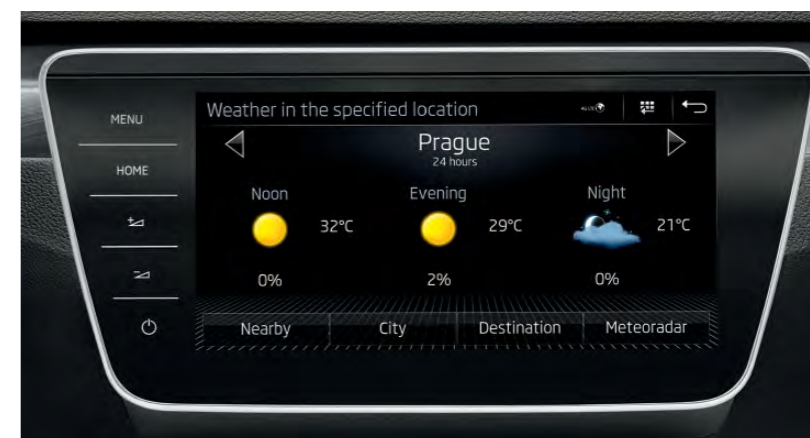 MENU
HOME
Weather in the specified location
Prague
24 hours
Noon
Evening
Night
32°C
29°C
21°C
0%
2%
0%
Nearby
City
Destination
Meteoradar